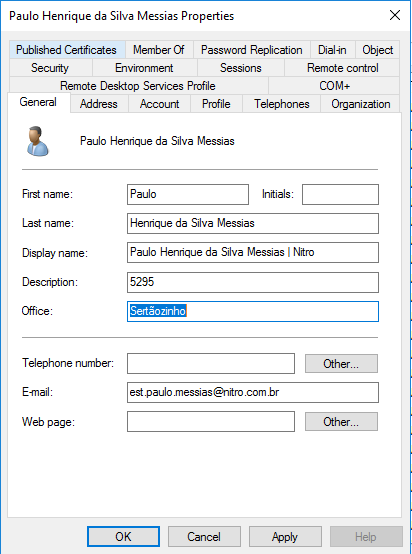 Paulo Henrique da Silva Messias Properties
Published Certificates Member Of Password Replication Dial-in Object
Security Environment Sessions Remote control
Remote Desktop Services Profile COM+
General Address Account Profile Telephones Organization
Paulo Henrique da Silva Messias
First name: Paulo Initials:
Last name: Henrique da Silva Messias
Display name: Paulo Henrique da Silva Messias | Nitro
Description: 5295
Office: Sertãozinho
Telephone number: Other...
E-mail: est.paulo.messias@nitro.com.br
Web page: Other...
OK Cancel Apply Help